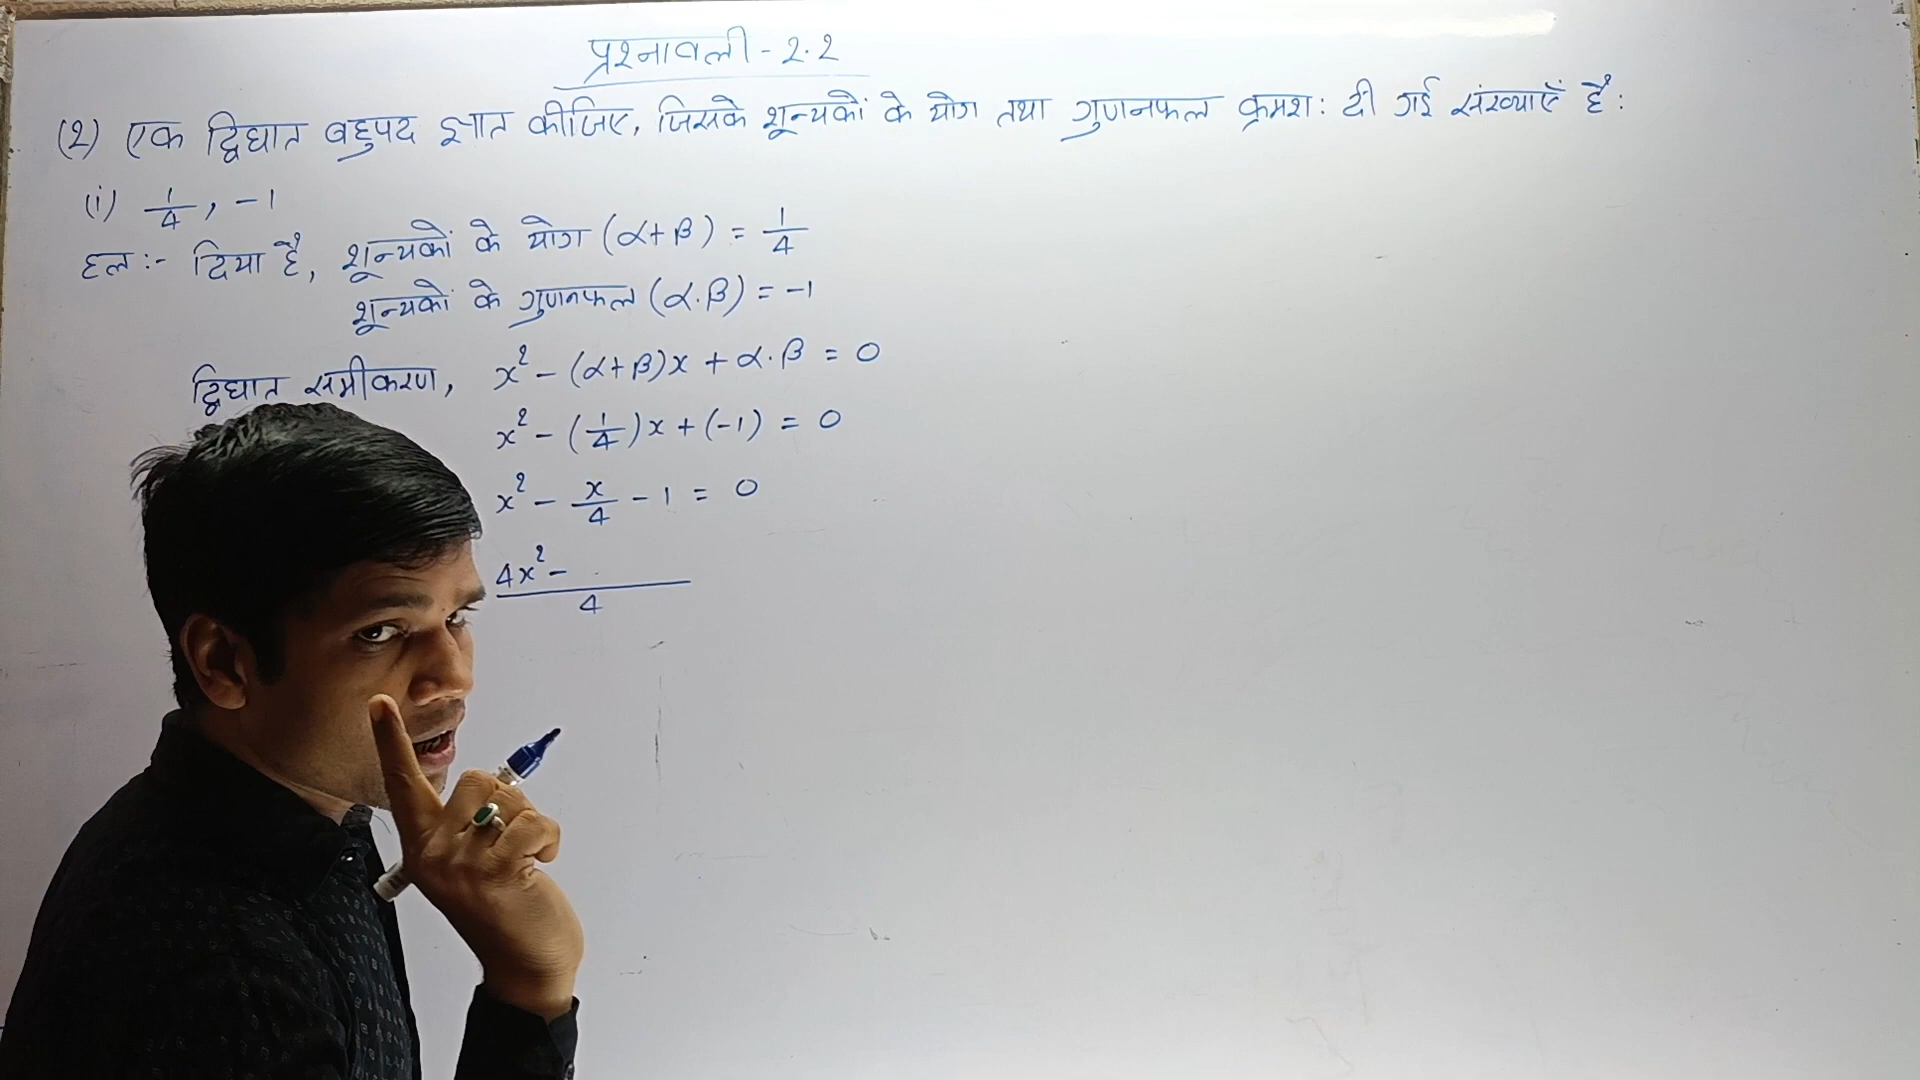 प्रश्नावली - 2.2
(2) एक द्विघात बहुपद ज्ञात कीजिए, जिसके शून्यकों के योग तथा गुणनफल क्रमश: दी गई संख्याएँ हैं :
(i) 1/4, -1
हल :- दिया है, शून्यकों के योग (α+β) = 1/4
शून्यकों के गुणनफल (α.β) = -1
द्विघात समीकरण, x² - (α+β)x + α.β = 0
x² - (1/4)x + (-1) = 0
x² - x/4 - 1 = 0
4x² -
4